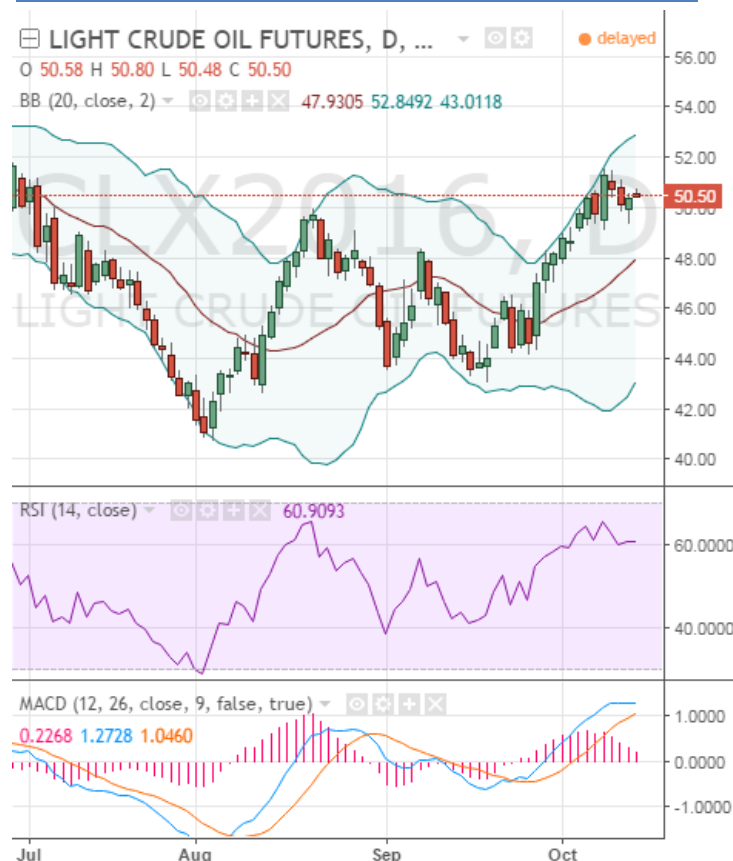 LIGHT CRUDE OIL FUTURES, D, ...
delayed
O 50.58 H 50.80 L 50.48 C 50.50
BB (20, close, 2) 47.9305 52.8492 43.0118
56.00
54.00
52.00
50.50
50.00
48.00
46.00
44.00
42.00
40.00
CLX2016, D
LIGHT CRUDE OIL FUTURES
RSI (14, close) 60.9093
60.0000
40.0000
MACD (12, 26, close, 9, false, true)
0.2268 1.2728 1.0460
1.0000
0.0000
-1.0000
Jul Aug Sep Oct